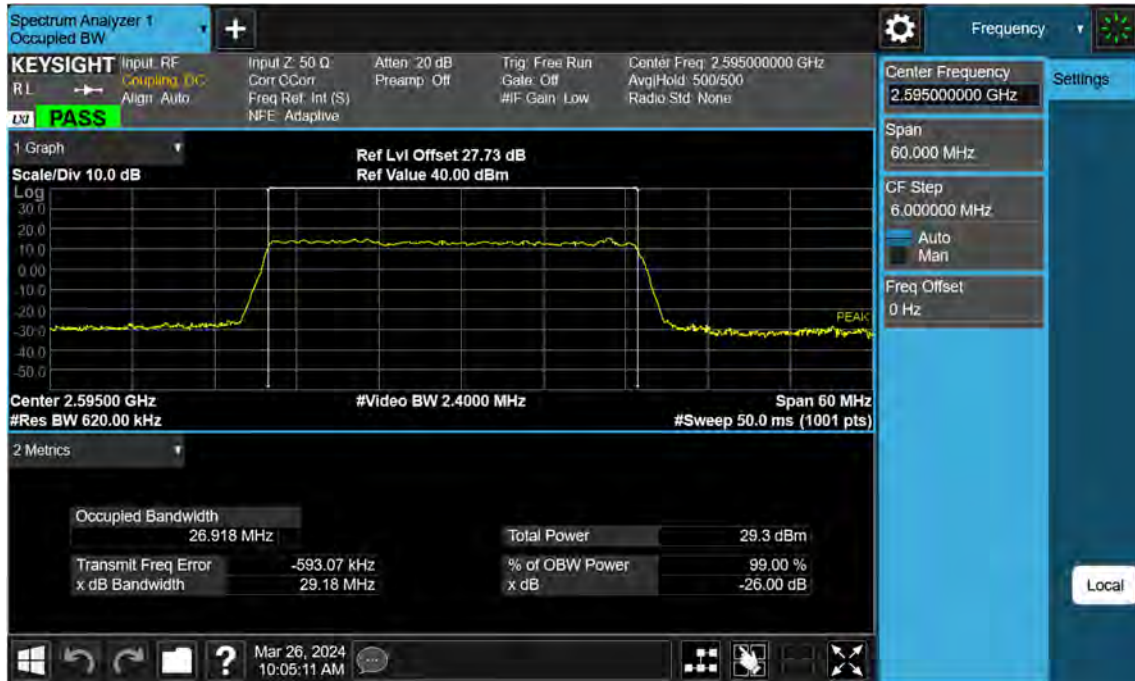 Spectrum Analyzer 1
Occupied BW
+
Frequency
KEYSIGHT Input: RF Input Z: 50 Ω Atten: 20 dB Trig: Free Run Center Freq: 2.595000000 GHz
RL Coupling: DC Corr CCorr Preamp: Off Gate: Off Avg|Hold: 500/500
Align: Auto Freq Ref: Int (S) #IF Gain: Low Radio Std: None
LXI PASS NFE: Adaptive
1 Graph
Ref Lvl Offset 27.73 dB
Scale/Div 10.0 dB Ref Value 40.00 dBm
Log
30.0
20.0
10.0
0.00
-10.0
-20.0
PEAK
-30.0
-40.0
-50.0
Center 2.59500 GHz #Video BW 2.4000 MHz Span 60 MHz
#Res BW 620.00 kHz #Sweep 50.0 ms (1001 pts)
2 Metrics
Occupied Bandwidth
26.918 MHz Total Power 29.3 dBm
Transmit Freq Error -593.07 kHz % of OBW Power 99.00 %
x dB Bandwidth 29.18 MHz x dB -26.00 dB
?
Mar 26, 2024
10:05:11 AM
Center Frequency
2.595000000 GHz
Settings
Span
60.000 MHz
CF Step
6.000000 MHz
Auto
Man
Freq Offset
0 Hz
Local